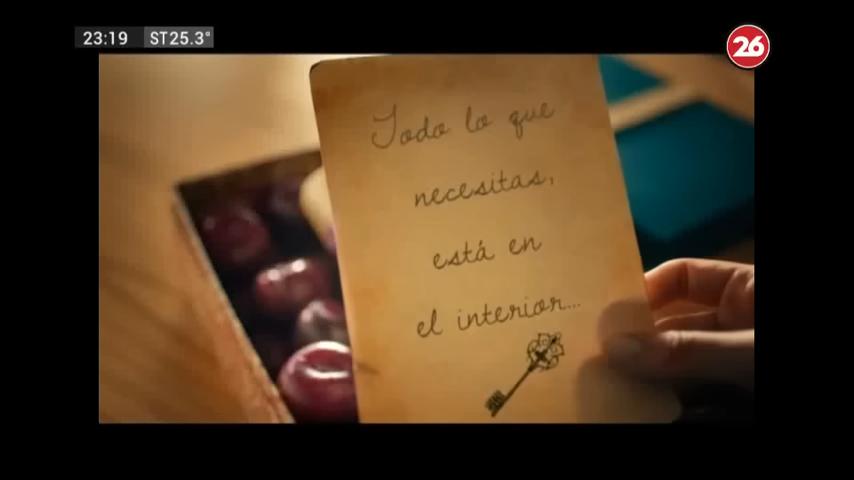 23:19 ST25.3°
26
Todo lo que
necesitas,
está en
el interior...